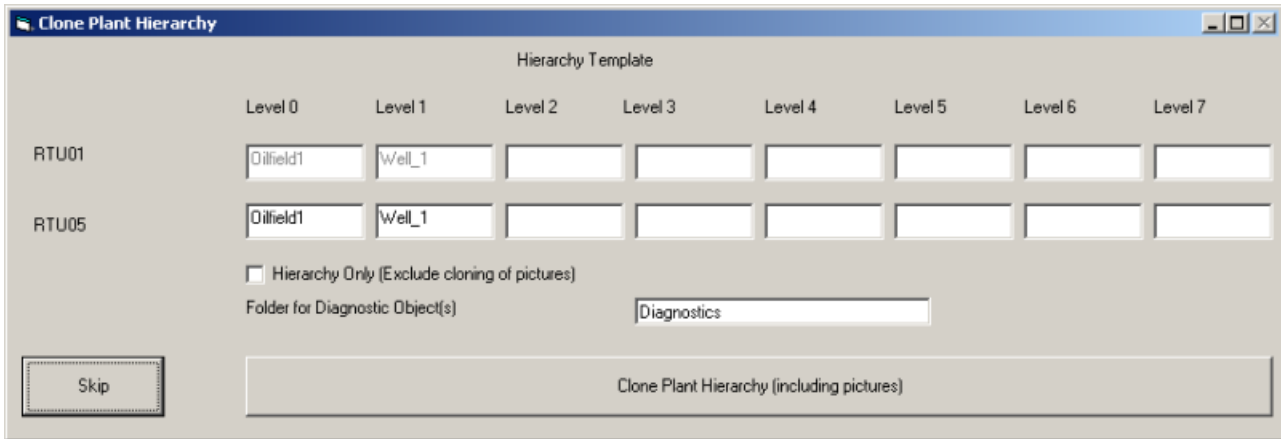 Clone Plant Hierarchy
Hierarchy Template
Level 0 Level 1 Level 2 Level 3 Level 4 Level 5 Level 6 Level 7
RTU01 Oilfield1 Well_1
RTU05 Oilfield1 Well_1
Hierarchy Only (Exclude cloning of pictures)
Folder for Diagnostic Object(s) Diagnostics
Skip Clone Plant Hierarchy (including pictures)